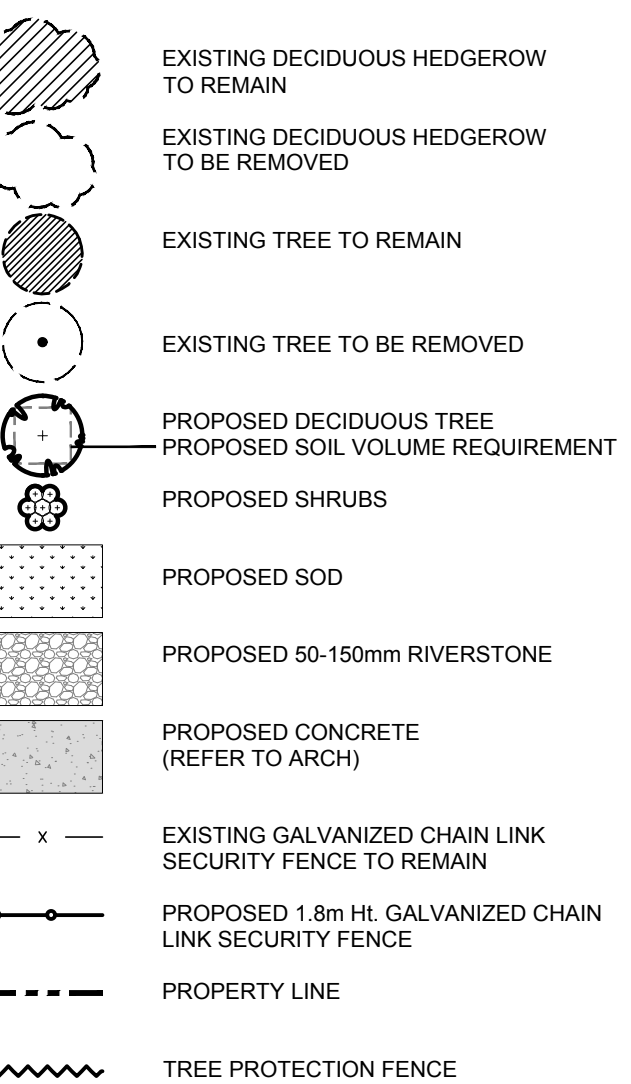 EXISTING DECIDUOUS HEDGEROW
TO REMAIN
EXISTING DECIDUOUS HEDGEROW
TO BE REMOVED
EXISTING TREE TO REMAIN
EXISTING TREE TO BE REMOVED
PROPOSED DECIDUOUS TREE
PROPOSED SOIL VOLUME REQUIREMENT
PROPOSED SHRUBS
PROPOSED SOD
PROPOSED 50-150mm RIVERSTONE
PROPOSED CONCRETE
(REFER TO ARCH)
x
EXISTING GALVANIZED CHAIN LINK
SECURITY FENCE TO REMAIN
PROPOSED 1.8m Ht. GALVANIZED CHAIN
LINK SECURITY FENCE
PROPERTY LINE
TREE PROTECTION FENCE